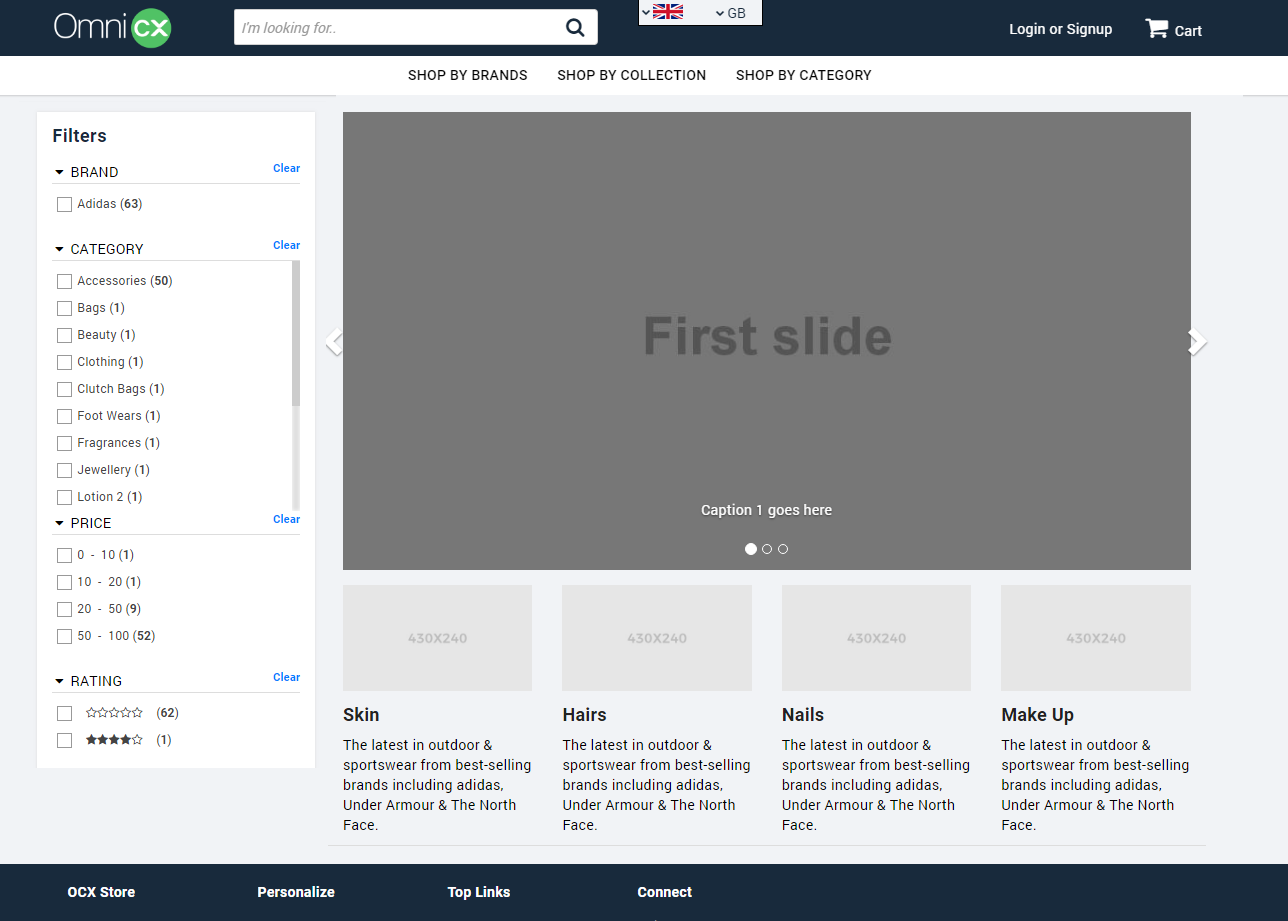 Omni cx
I'm looking for..
GB
Login or Signup
Cart
SHOP BY BRANDS
SHOP BY COLLECTION
SHOP BY CATEGORY
Filters
BRAND
Clear
Adidas (63)
CATEGORY
Clear
Accessories (50)
Bags (1)
Beauty (1)
Clothing (1)
Clutch Bags (1)
Foot Wears (1)
Fragrances (1)
Jewellery (1)
Lotion 2 (1)
PRICE
Clear
0 - 10 (1)
10 - 20 (1)
20 - 50 (9)
50 - 100 (52)
RATING
Clear
(62)
(1)
First slide
Caption 1 goes here
430X240
430X240
430X240
430X240
Skin
The latest in outdoor &
sportswear from best-selling
brands including adidas,
Under Armour & The North
Face.
Hairs
The latest in outdoor &
sportswear from best-selling
brands including adidas,
Under Armour & The North
Face.
Nails
The latest in outdoor &
sportswear from best-selling
brands including adidas,
Under Armour & The North
Face.
Make Up
The latest in outdoor &
sportswear from best-selling
brands including adidas,
Under Armour & The North
Face.
OCX Store
Personalize
Top Links
Connect